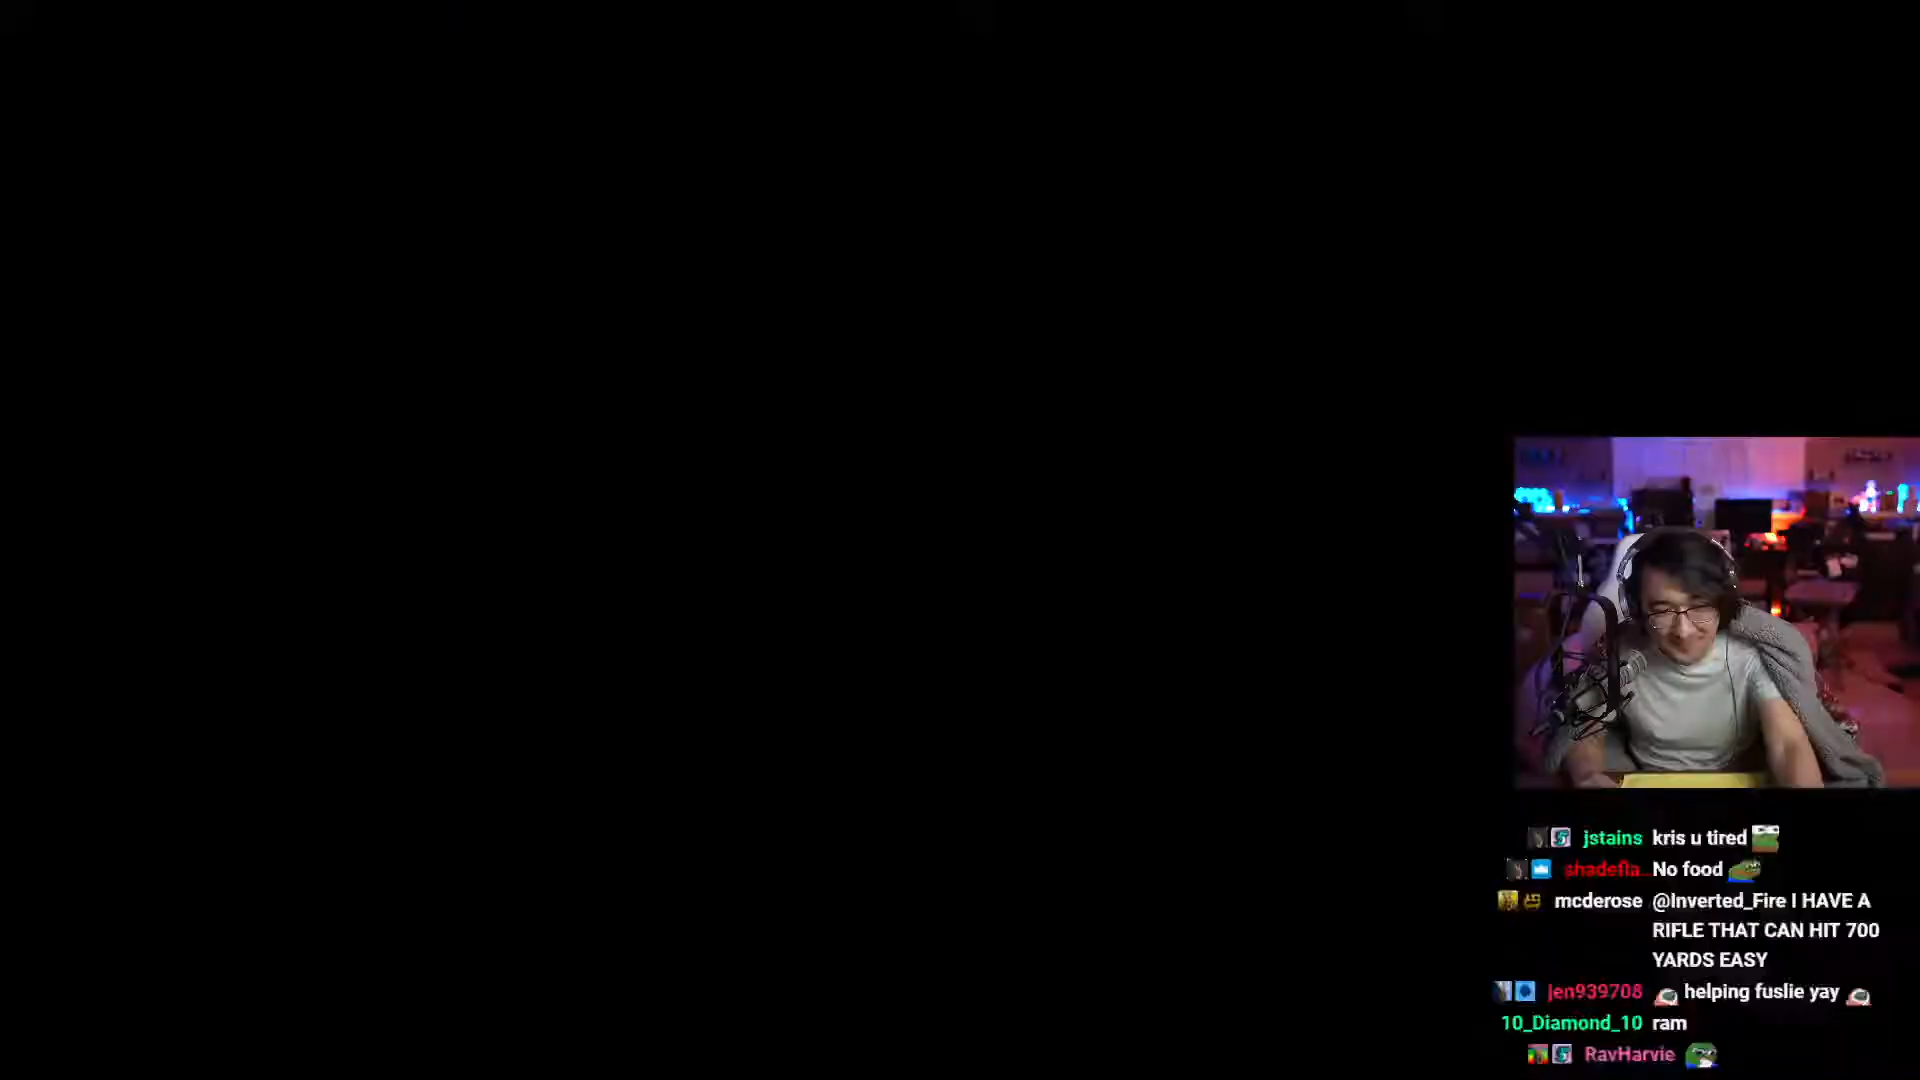 jstains kris u tired
shadefla... No food
mcderose @Inverted_Fire I HAVE A
RIFLE THAT CAN HIT 700
YARDS EASY
jen939708 helping fuslie yay
10_Diamond_10 ram
RavHarvie